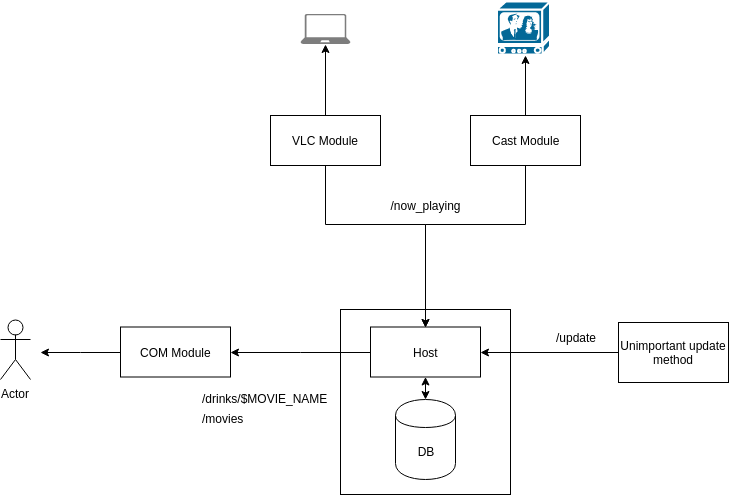 VLC Module
Cast Module
/now_playing
Actor
COM Module
Host
/update
Unimportant update
method
/drinks/$MOVIE_NAME
/movies
DB